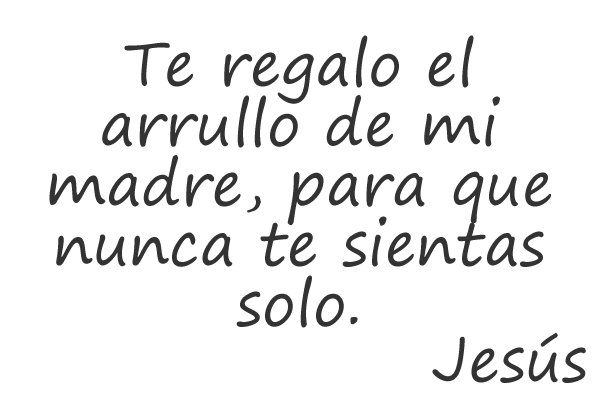 Te regalo el
arrullo de mi
madre, para que
nunca te sientas
solo.
Jesús